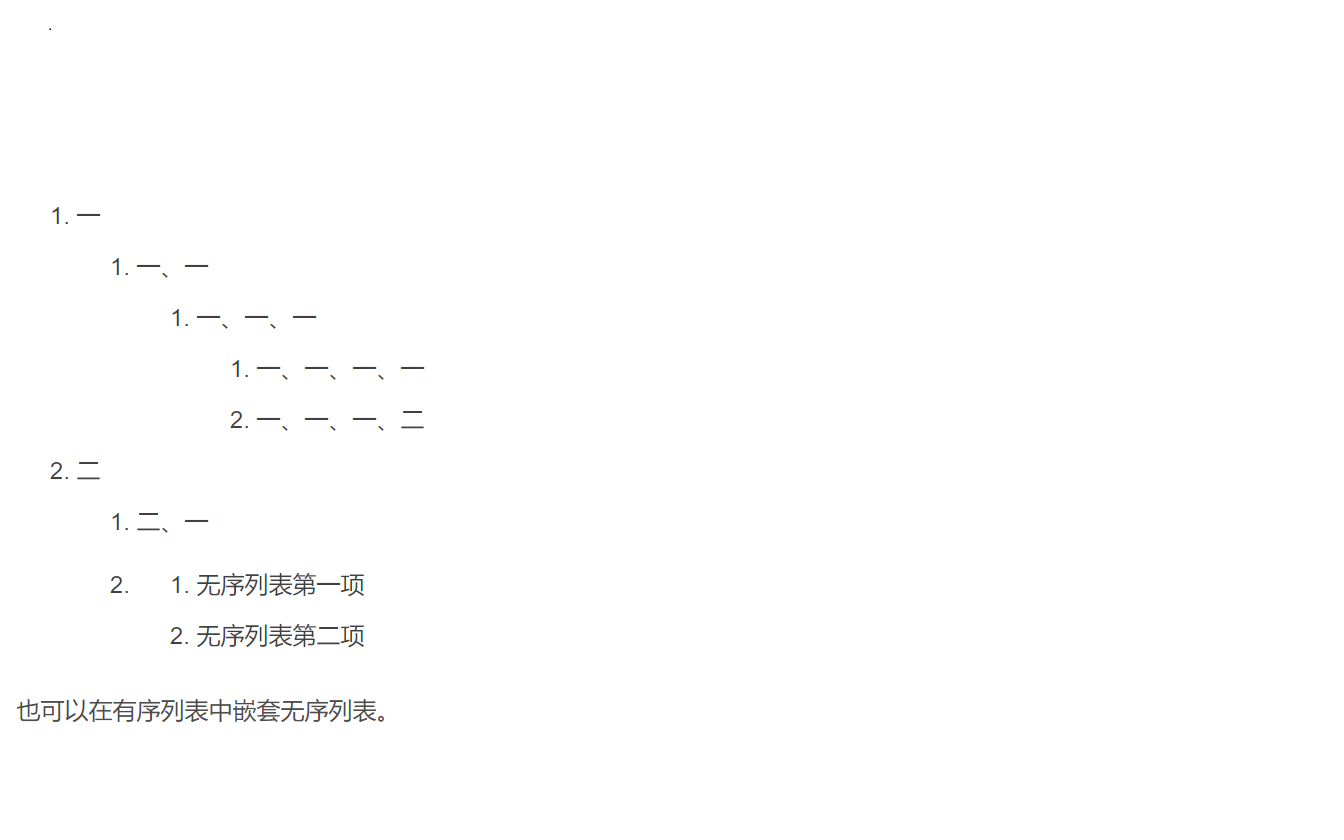 .
1. 一
1. 一、一
1. 一、一、一
1. 一、一、一、一
2. 一、一、一、二
2. 二
1. 二、一
2. 1. 无序列表第一项
2. 无序列表第二项
也可以在有序列表中嵌套无序列表。